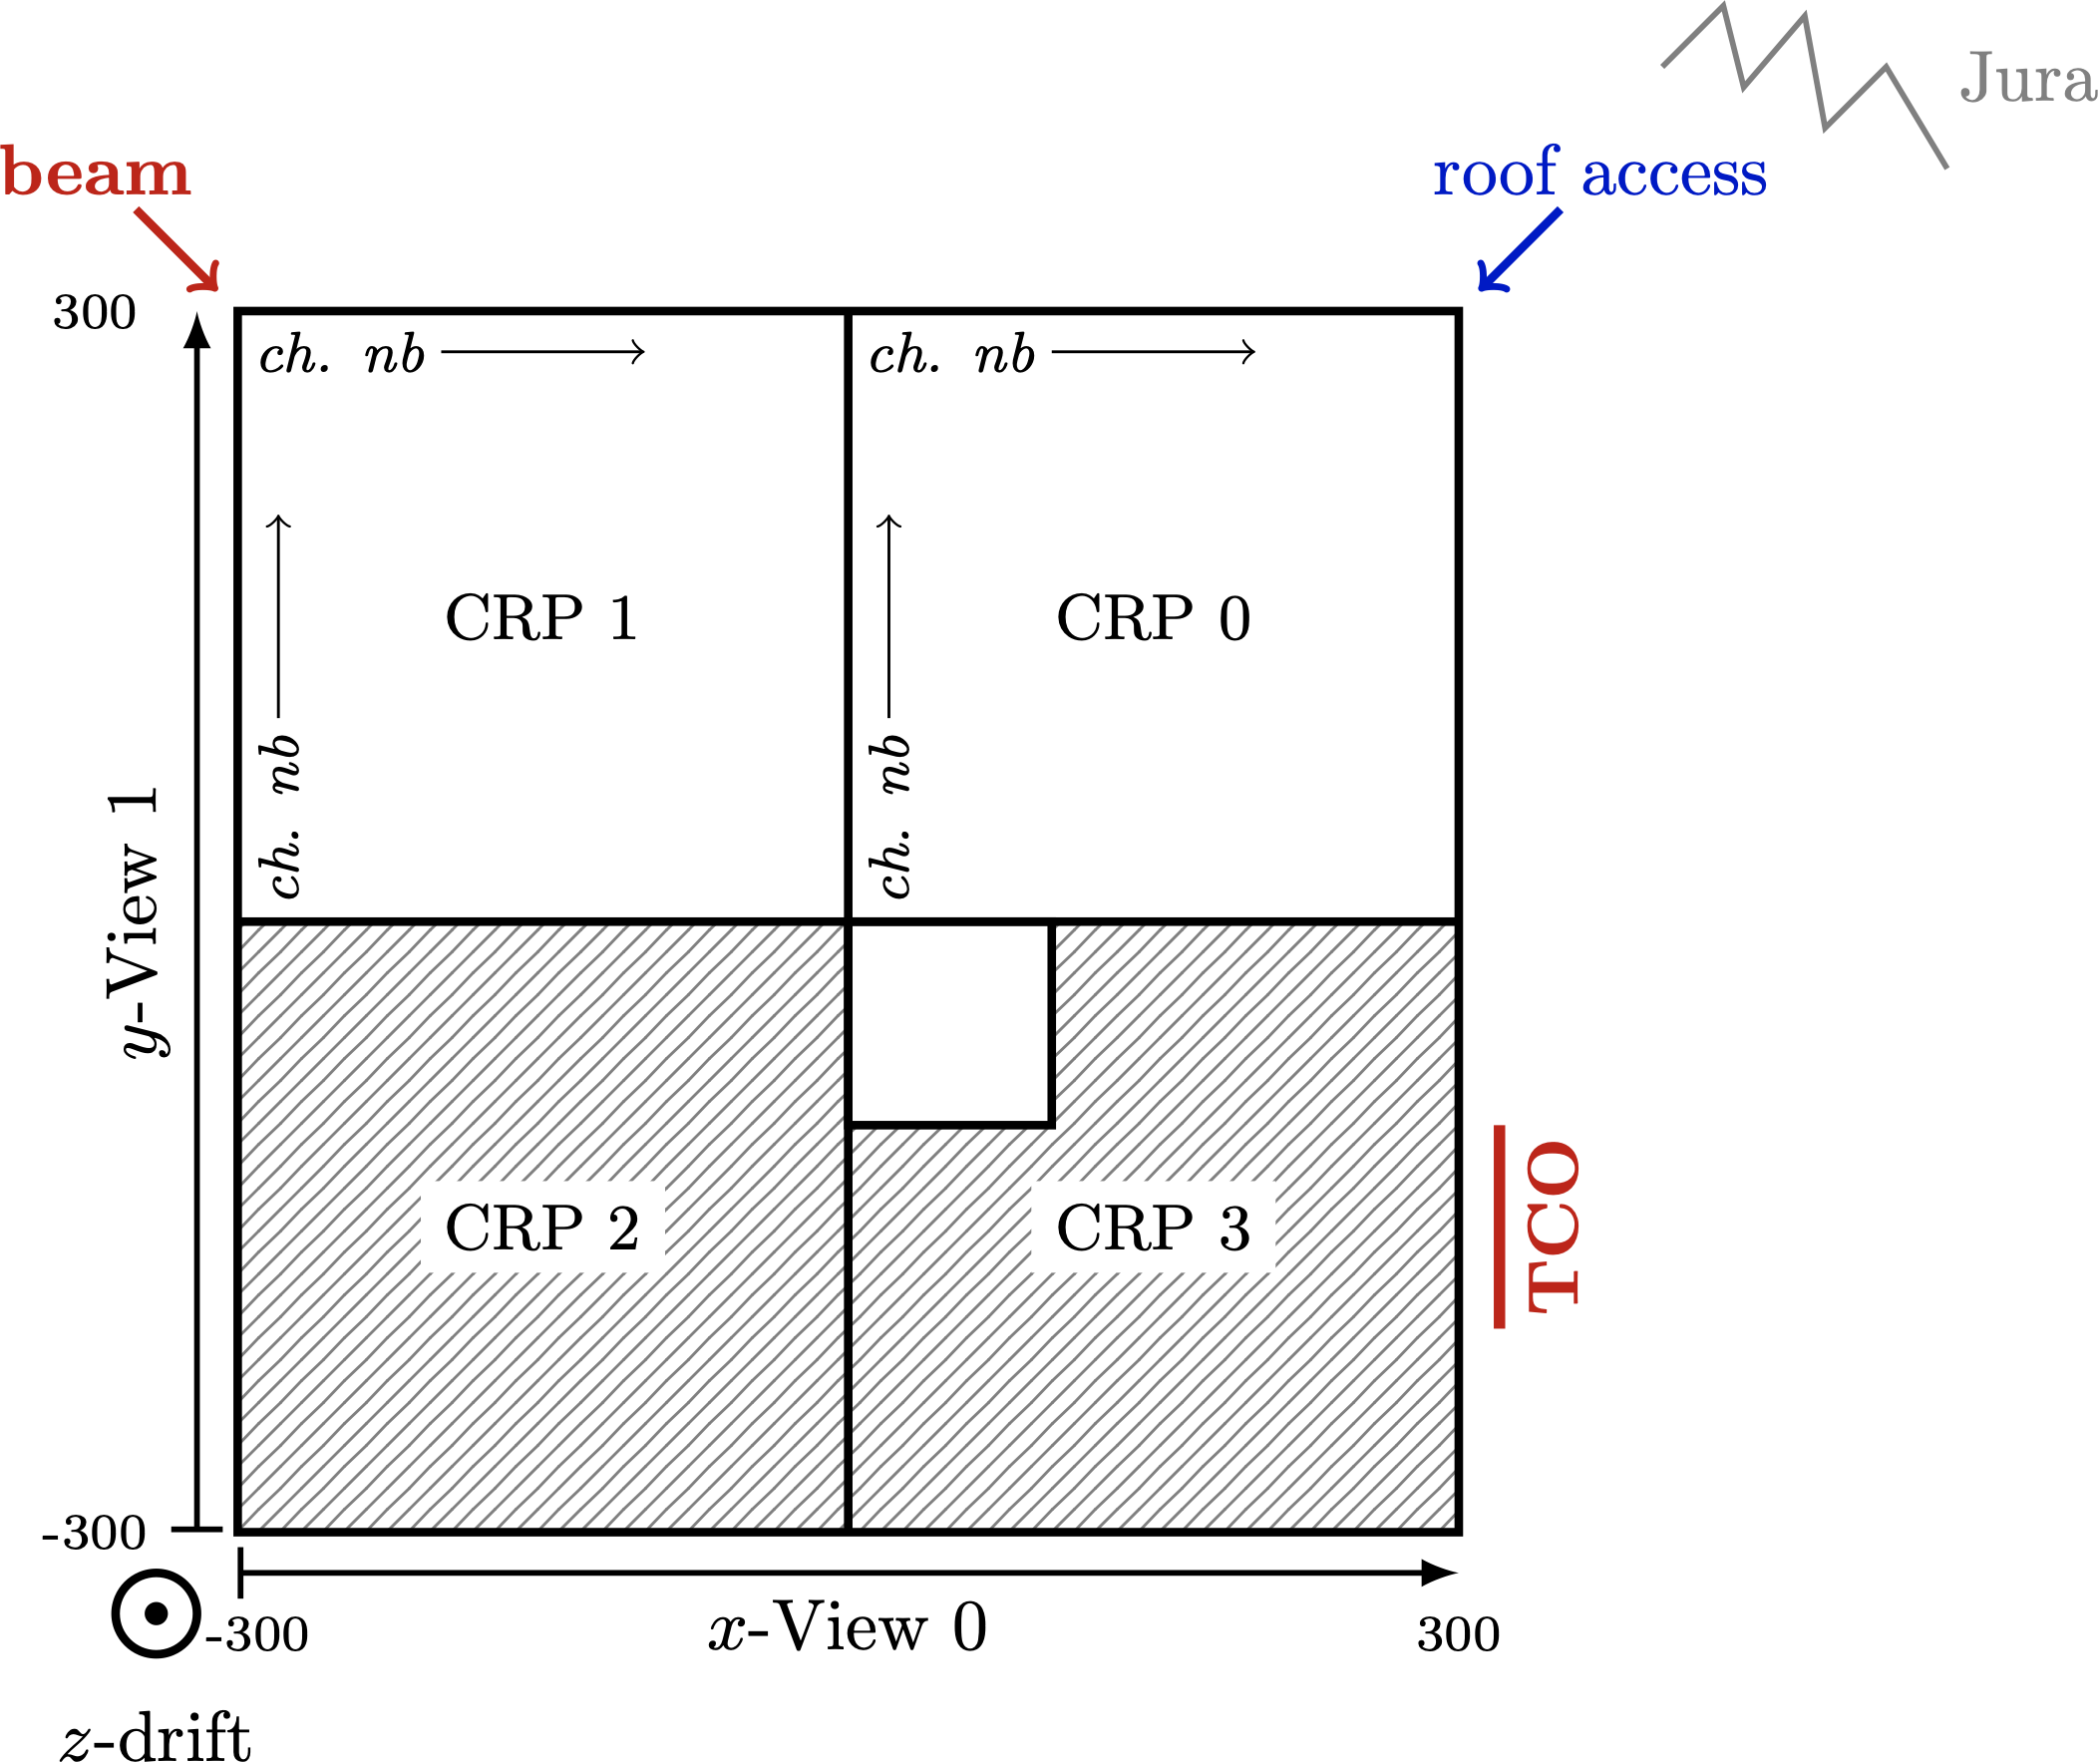 Jura
beam
roof access
300
ch. nb
ch. nb
CRP 1
CRP 0
ch. nb
ch. nb
y-View 1
CRP 2
CRP 3
TCO
-300
-300
x-View 0
300
z-drift